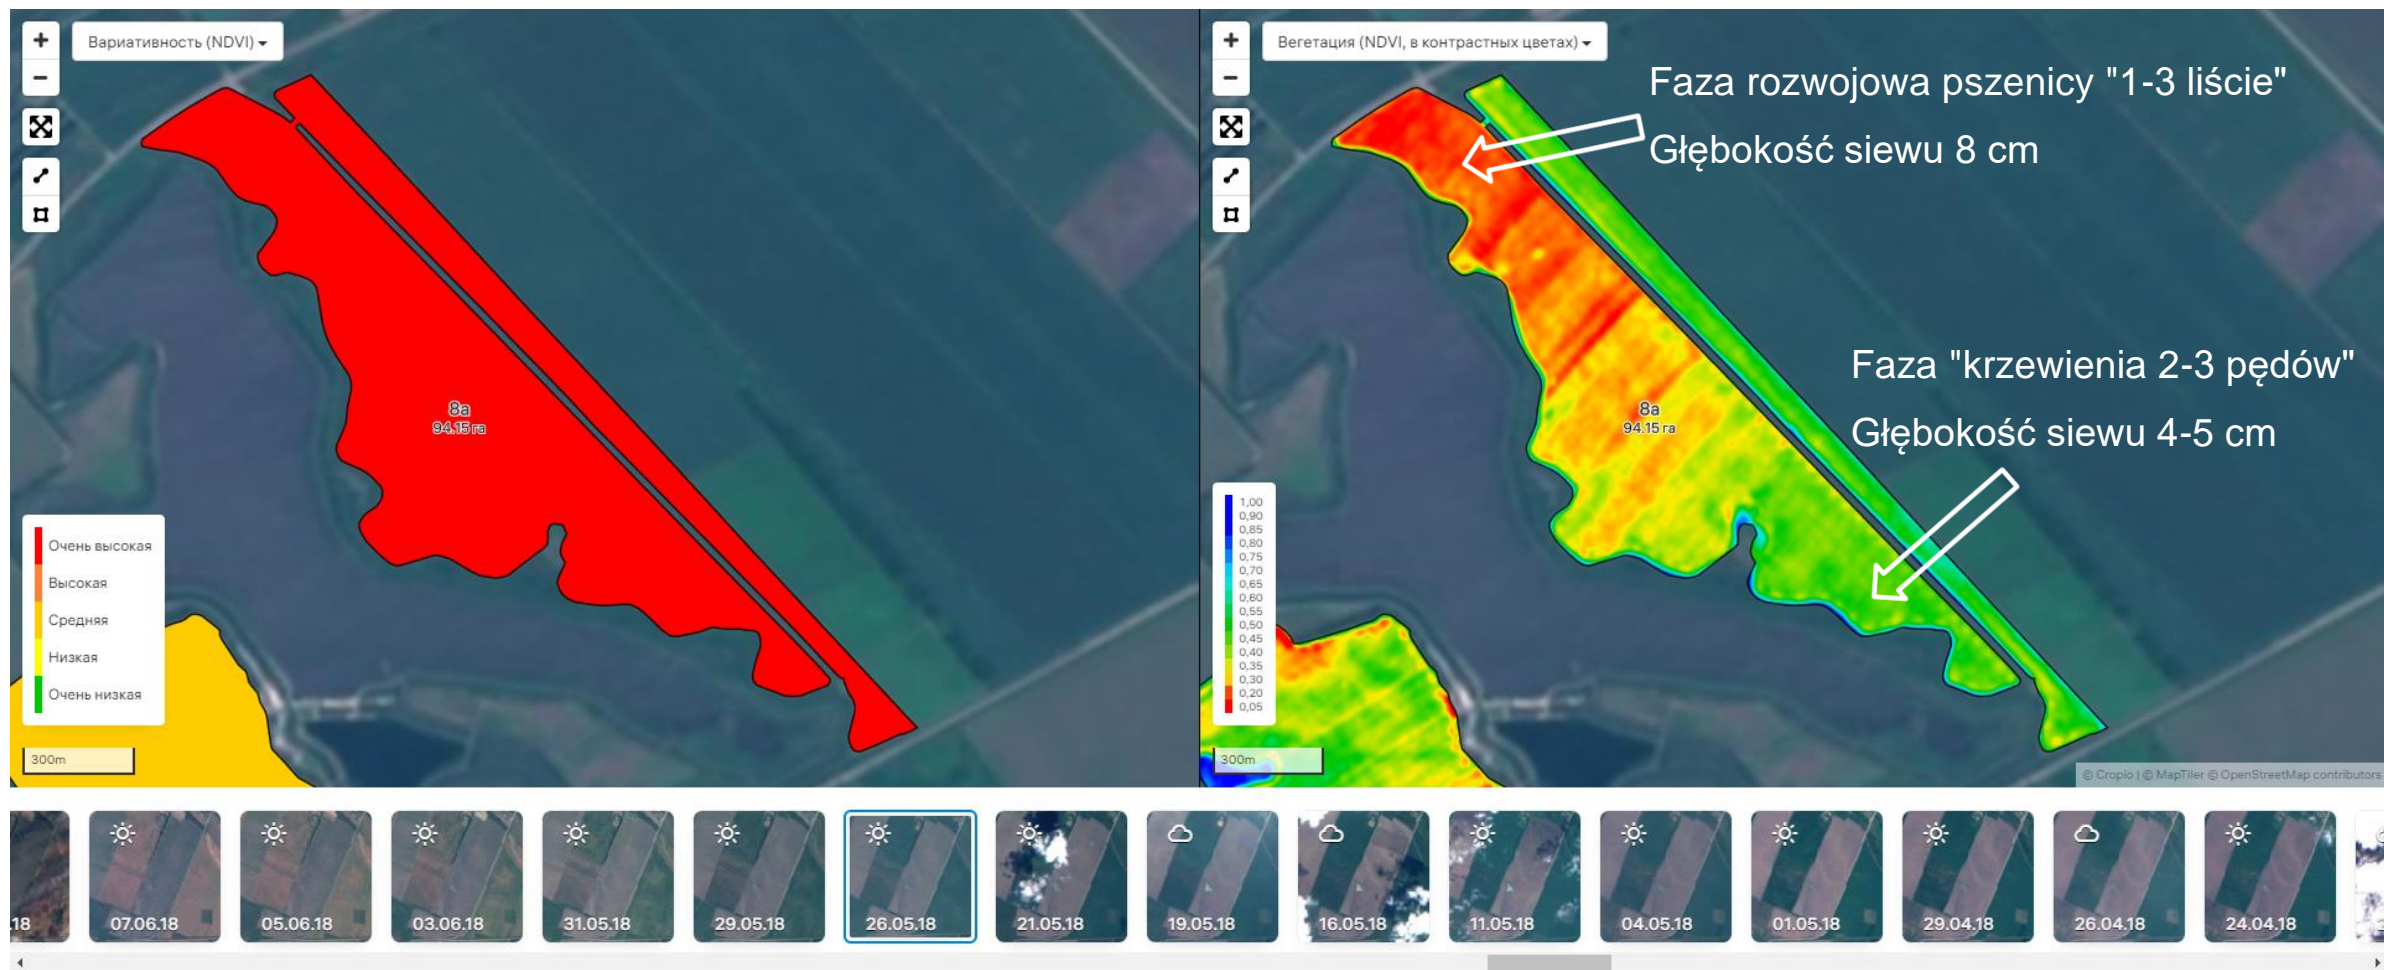 Вариативность (NDVI)
8а
94.15 га
Очень высокая
Высокая
Средняя
Низкая
Очень низкая
300m
Вегетация (NDVI, в контрастных цветах)
Faza rozwojowa pszenicy "1-3 liście"
Głębokość siewu 8 cm
Faza "krzewienia 2-3 pędów"
Głębokość siewu 4-5 cm
8а
94.15 га
1,00
0,90
0,85
0,80
0,75
0,70
0,65
0,60
0,55
0,50
0,45
0,40
0,35
0,30
0,20
0,05
300m
© Cropio | © MapTiler © OpenStreetMap contributors
.18
07.06.18
05.06.18
03.06.18
31.05.18
29.05.18
26.05.18
21.05.18
19.05.18
16.05.18
11.05.18
04.05.18
01.05.18
29.04.18
26.04.18
24.04.18